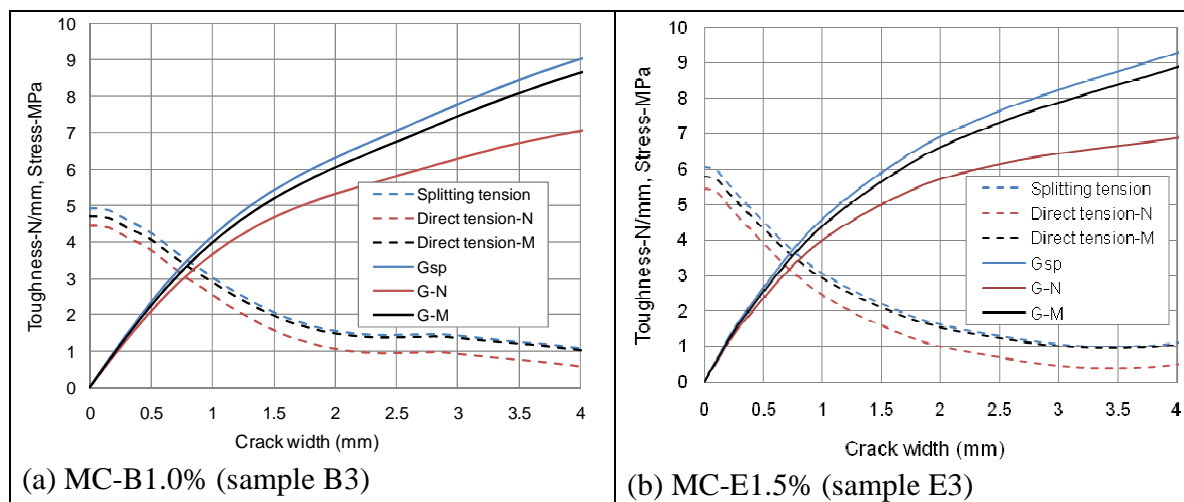 Toughness-N/mm, Stress-MPa
10
9
8
7
6
5
4
3
2
1
0
Splitting tension
Direct tension-N
Direct tension-M
Gsp
G-N
G-M
0 0.5 1 1.5 2 2.5 3 3.5 4
Crack width (mm)
(a) MC-B1.0% (sample B3)
Toughness-N/mm, Stress-MPa
10
9
8
7
6
5
4
3
2
1
0
Splitting tension
Direct tension-N
Direct tension-M
Gsp
G-N
G-M
0 0.5 1 1.5 2 2.5 3 3.5 4
Crack width (mm)
(b) MC-E1.5% (sample E3)